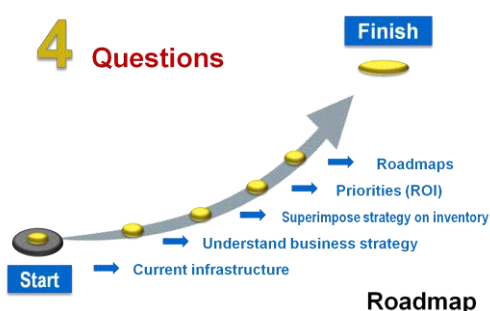 4 Questions
Finish
Roadmaps
Priorities (ROI)
Superimpose strategy on inventory
Understand business strategy
Current infrastructure
Start
Roadmap